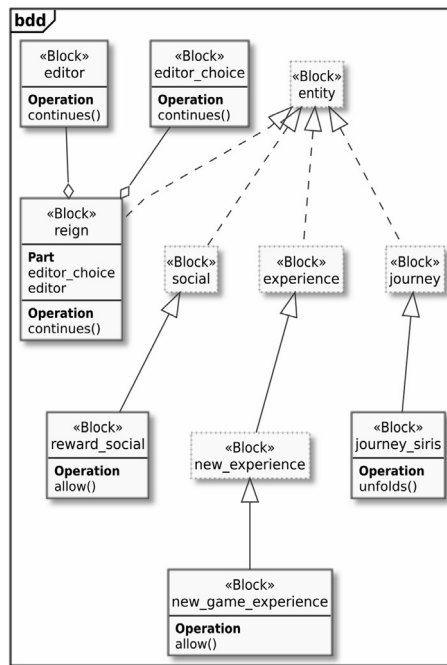 bdd
«Block»
editor
Operation
continues()
«Block»
editor_choice
Operation
continues()
«Block»
entity
«Block»
reign
Part
editor_choice
editor
Operation
continues()
«Block»
social
«Block»
experience
«Block»
journey
«Block»
reward_social
Operation
allow()
«Block»
new_experience
«Block»
journey_siris
Operation
unfolds()
«Block»
new_game_experience
Operation
allow()